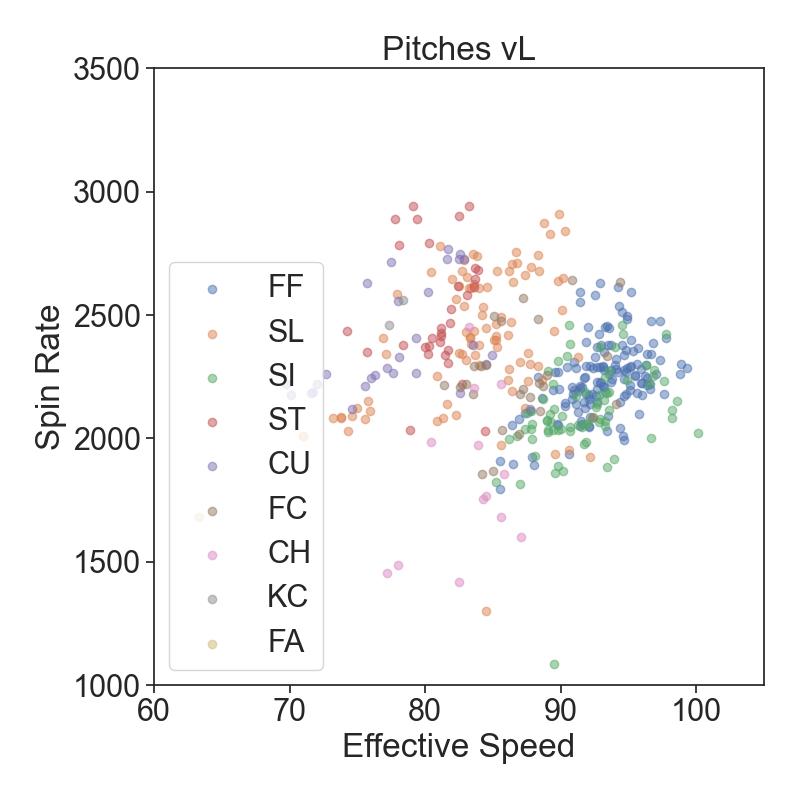 Pitches vL
3500
3000
2500
2000
1500
1000
Spin Rate
FF
SL
SI
ST
CU
FC
CH
KC
FA
60 70 80 90 100
Effective Speed